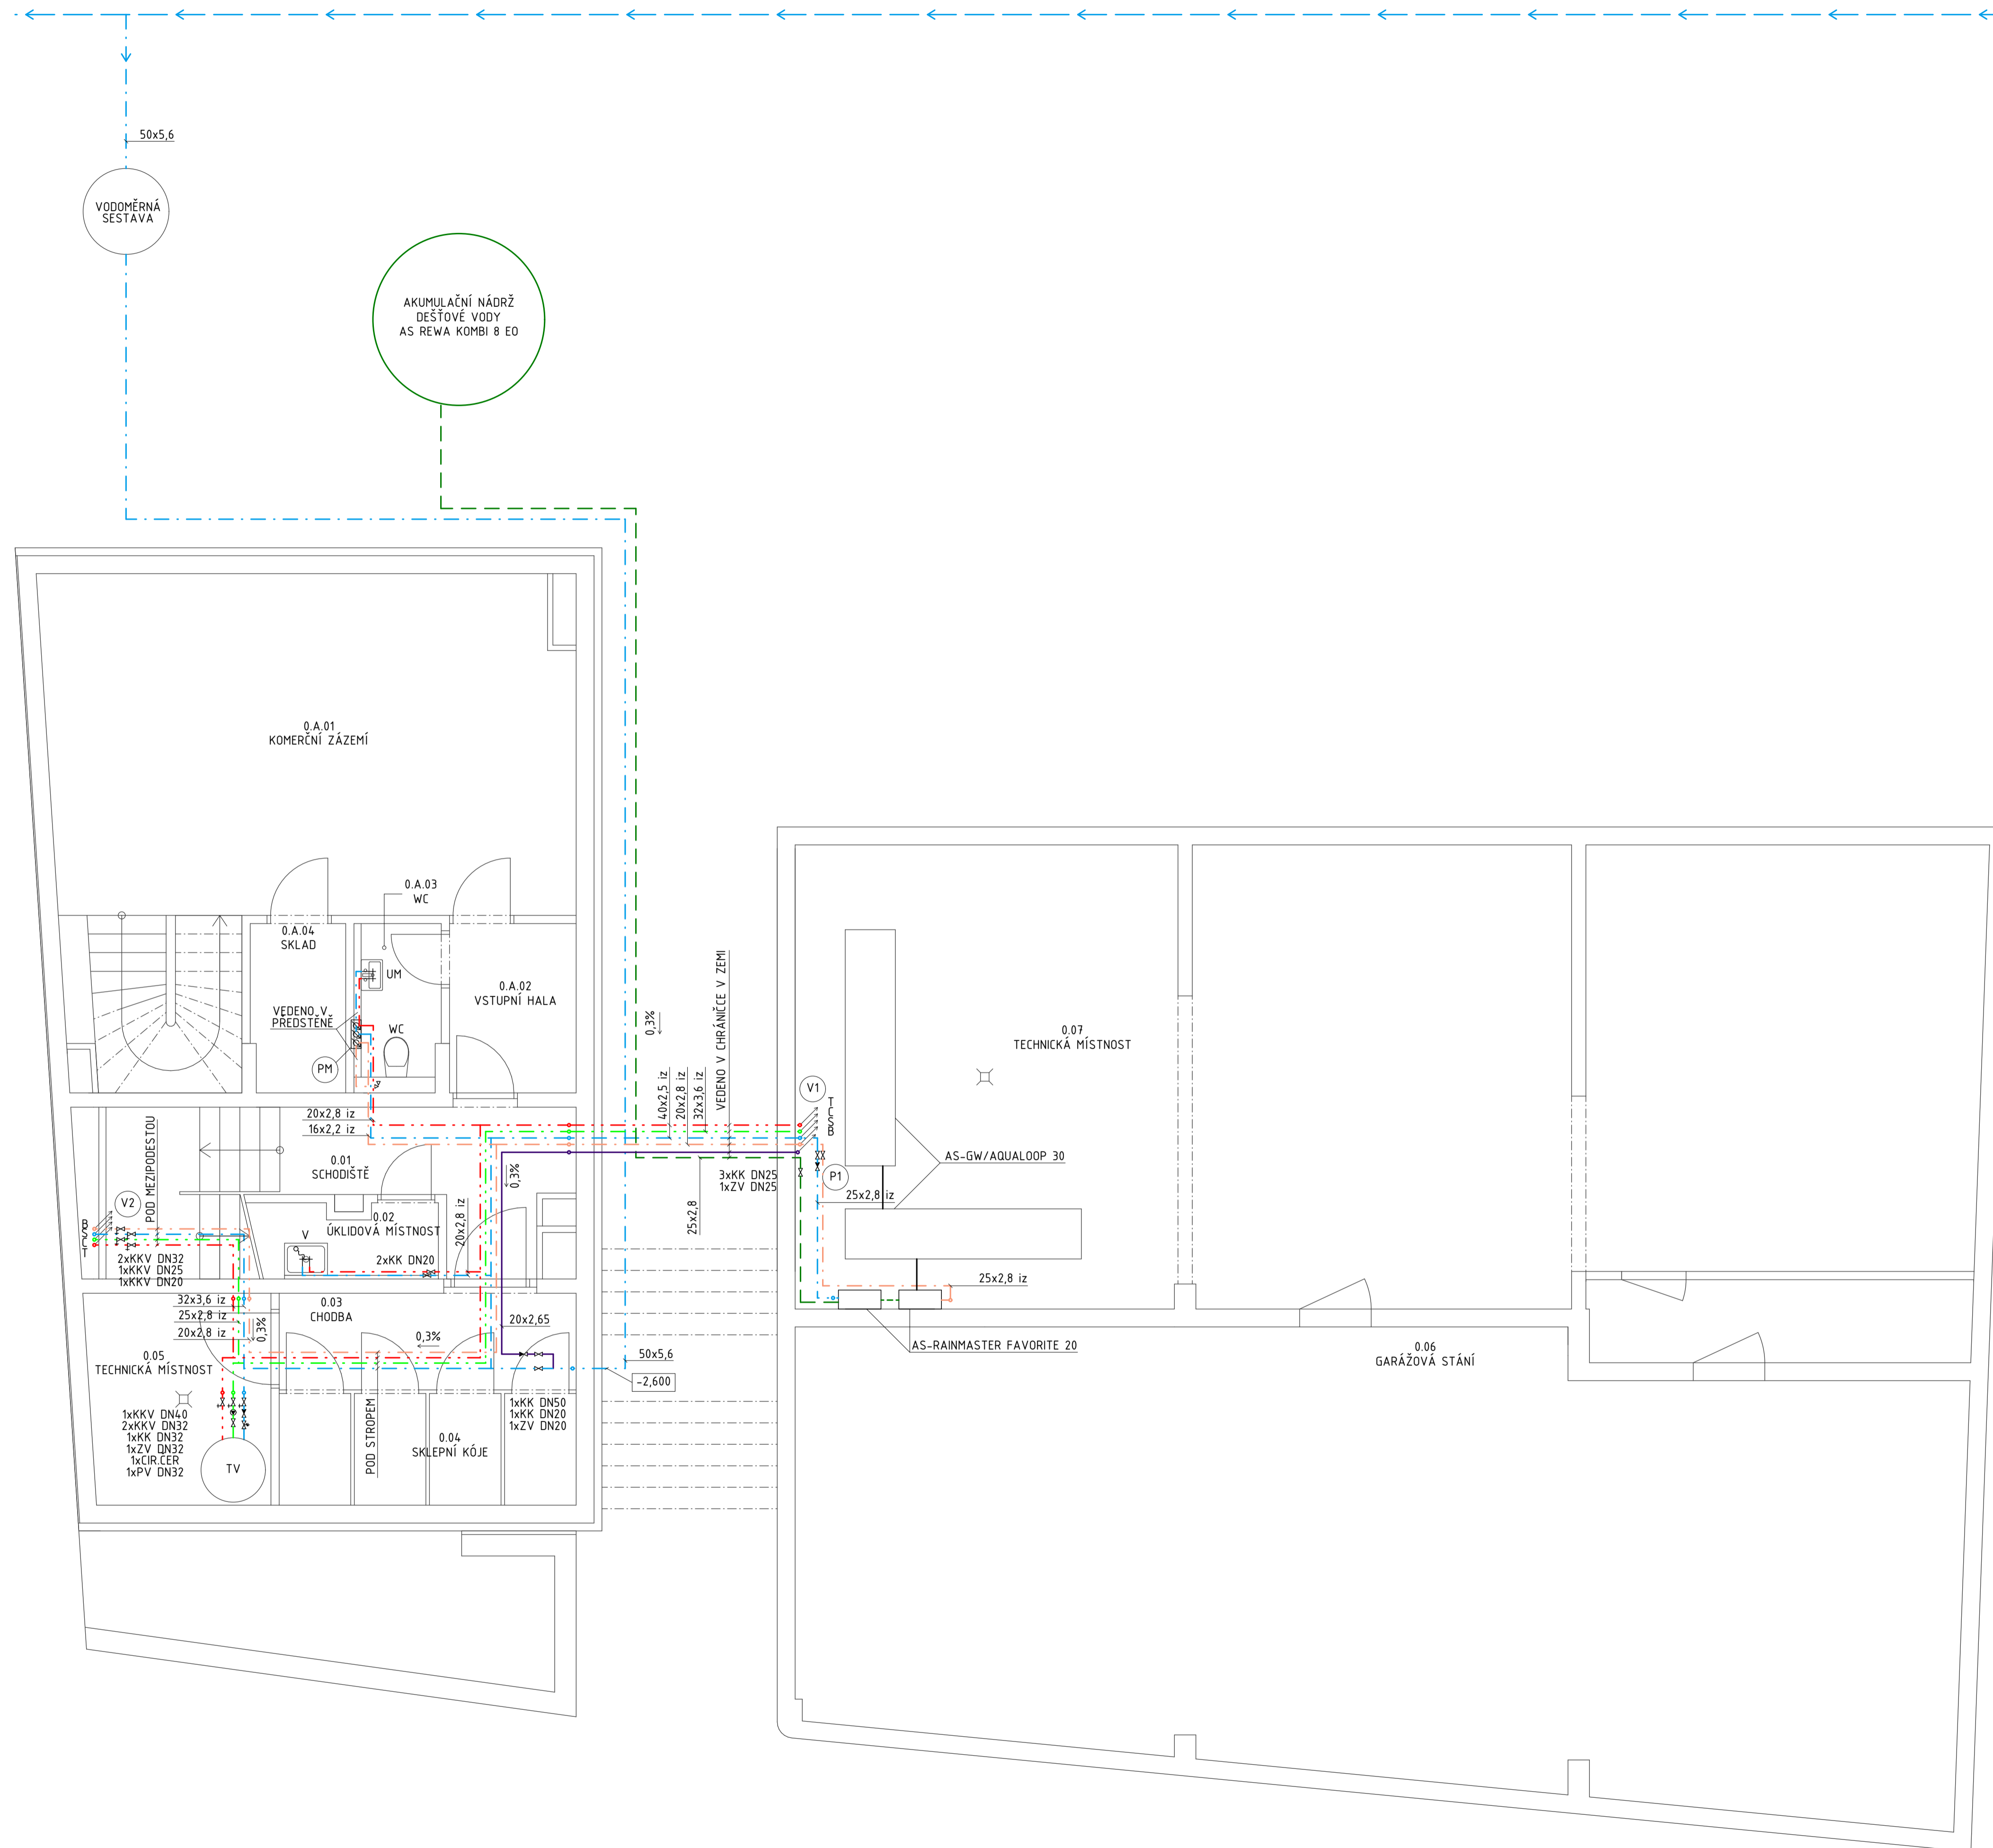 50x5,6
VODOMĚRNÁ
SESTAVA
AKUMULAČNÍ NÁDRŽ
DEŠŤOVÉ VODY
AS REWA KOMBI 8 EO
0.A.01
KOMERČNÍ ZÁZEMÍ
0.A.03
WC
0.A.04
SKLAD
UM
0.A.02
VSTUPNÍ HALA
VEDENO V
PŘEDSTĚNĚ
WC
PM
0,3%
VEDENO V CHRÁNIČCE V ZEMI
40x2,5 iz
20x2,8 iz
32x3,6 iz
0.07
TECHNICKÁ MÍSTNOST
V1
T
C
S
B
20x2,8 iz
16x2,2 iz
POD MEZIPODESTOU
0.01
SCHODIŠTĚ
0,3%
AS-GW/AQUALOOP 30
3xKK DN25
1xZV DN25
P1
25x2,8 iz
25x2,8
V2
B
S
C
T
V
0.02
ÚKLIDOVÁ MÍSTNOST
20x2,8 iz
2xKK DN20
2xKKV DN32
1xKKV DN25
1xKKV DN20
25x2,8 iz
32x3,6 iz
25x2,8 iz
20x2,8 iz
0,3%
0.03
CHODBA
0,3%
20x2,65
AS-RAINMASTER FAVORITE 20
0.06
GARÁŽOVÁ STÁNÍ
0.05
TECHNICKÁ MÍSTNOST
50x5,6
-2,600
1xKKV DN40
2xKKV DN32
1xKK DN32
1xZV DN32
1xCIR.ČER
1xPV DN32
TV
POD STROPEM
0.04
SKLEPNÍ KÓJE
1xKK DN50
1xKK DN20
1xZV DN20